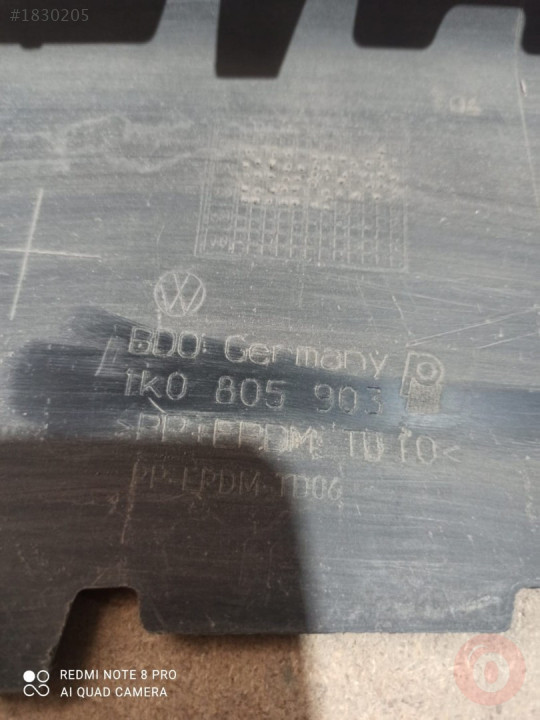 #1830205
04
BDO Germany
1K0 805 903
>PP+EPDM-TD10<
PP+EPDM-TD06
REDMI NOTE 8 PRO
AI QUAD CAMERA